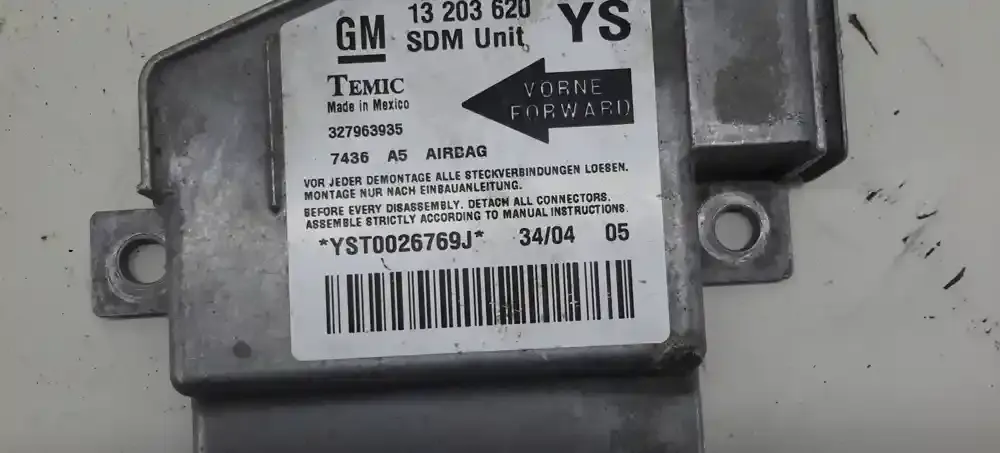 GM 13 203 620 YS
SDM Unit
TEMIC
Made in Mexico
VORNE
FORWARD
327963935
7436 A5 AIRBAG
VOR JEDER DEMONTAGE ALLE STECKVERBINDUNGEN LOESEN.
MONTAGE NUR NACH EINBAUANLEITUNG.
BEFORE EVERY DISASSEMBLY. DETACH ALL CONNECTORS.
ASSEMBLE STRICTLY ACCORDING TO MANUAL INSTRUCTIONS.
*YST0026769J* 34/04 05